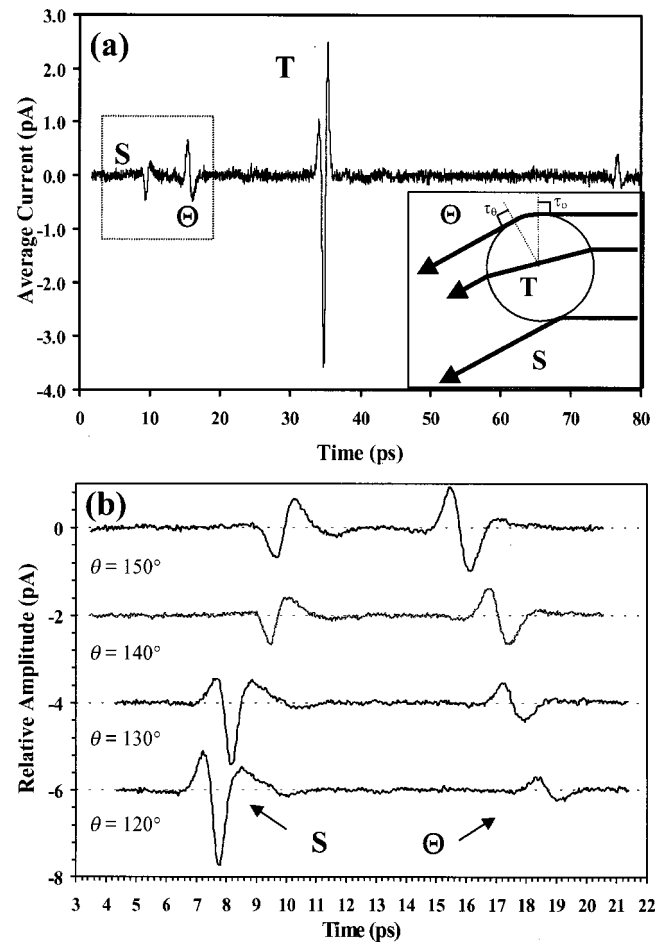 3.0
2.0
1.0
0.0
-1.0
-2.0
-3.0
-4.0
Average Current (pA)
(a)
T
S
Θ
Θ
τθ
τo
T
S
0 10 20 30 40 50 60 70 80
Time (ps)
(b)
0
-2
-4
-6
-8
Relative Amplitude (pA)
θ = 150°
θ = 140°
θ = 130°
θ = 120°
S
Θ
3 4 5 6 7 8 9 10 11 12 13 14 15 16 17 18 19 20 21 22
Time (ps)